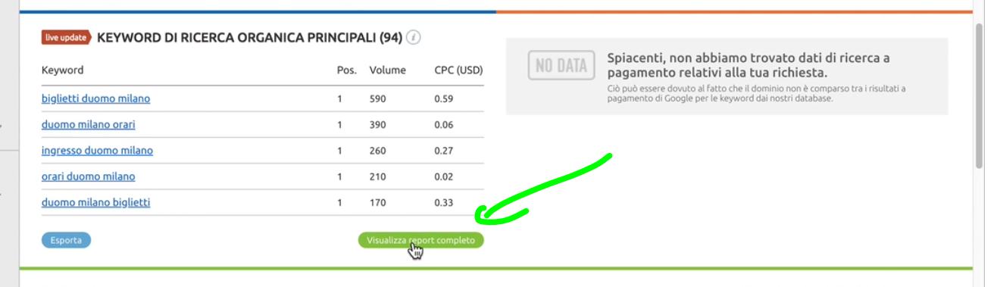 live update KEYWORD DI RICERCA ORGANICA PRINCIPALI (94) i
Keyword Pos. Volume CPC (USD)
biglietti duomo milano 1 590 0.59
duomo milano orari 1 390 0.06
ingresso duomo milano 1 260 0.27
orari duomo milano 1 210 0.02
duomo milano biglietti 1 170 0.33
Esporta Visualizza report completo
NO DATA
Spiacenti, non abbiamo trovato dati di ricerca a
pagamento relativi alla tua richiesta.
Ciò può essere dovuto al fatto che il dominio non è comparso tra i risultati a
pagamento di Google per le keyword dai nostri database.